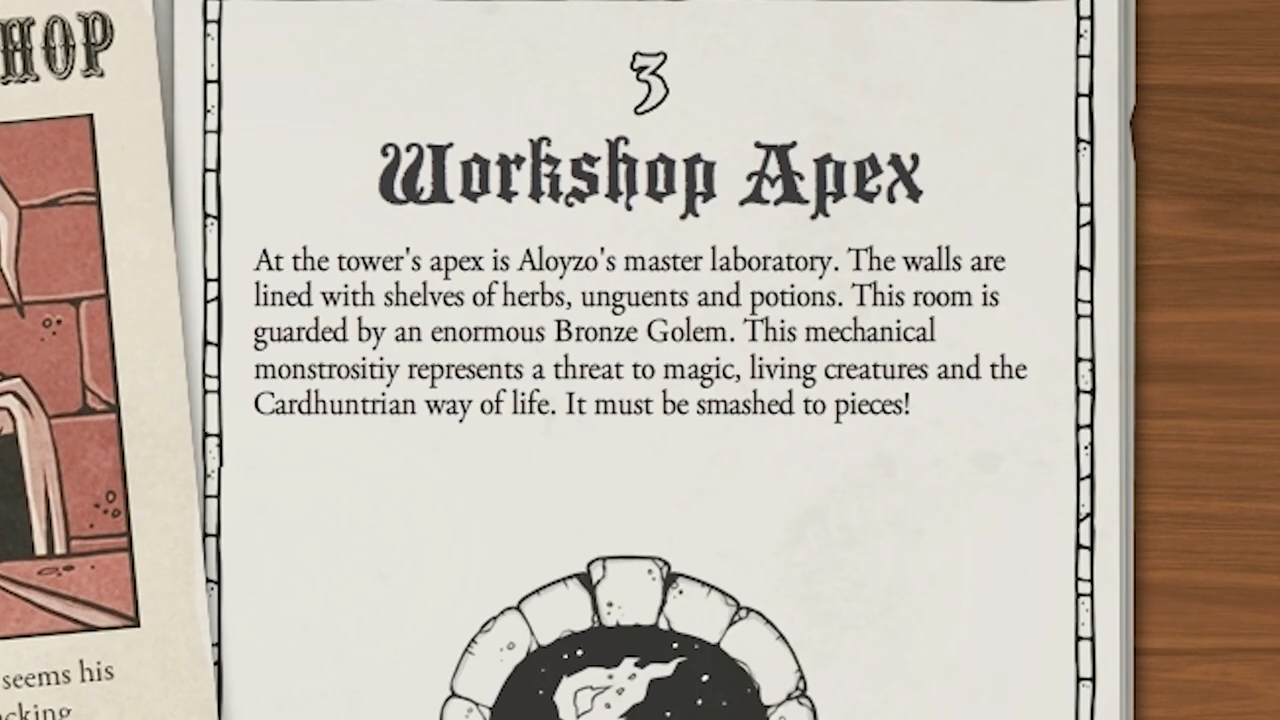 HOP
seems his
acking
3
Workshop Apex
At the tower's apex is Aloyzo's master laboratory. The walls are
lined with shelves of herbs, unguents and potions. This room is
guarded by an enormous Bronze Golem. This mechanical
monstrositiy represents a threat to magic, living creatures and the
Cardhuntrian way of life. It must be smashed to pieces!